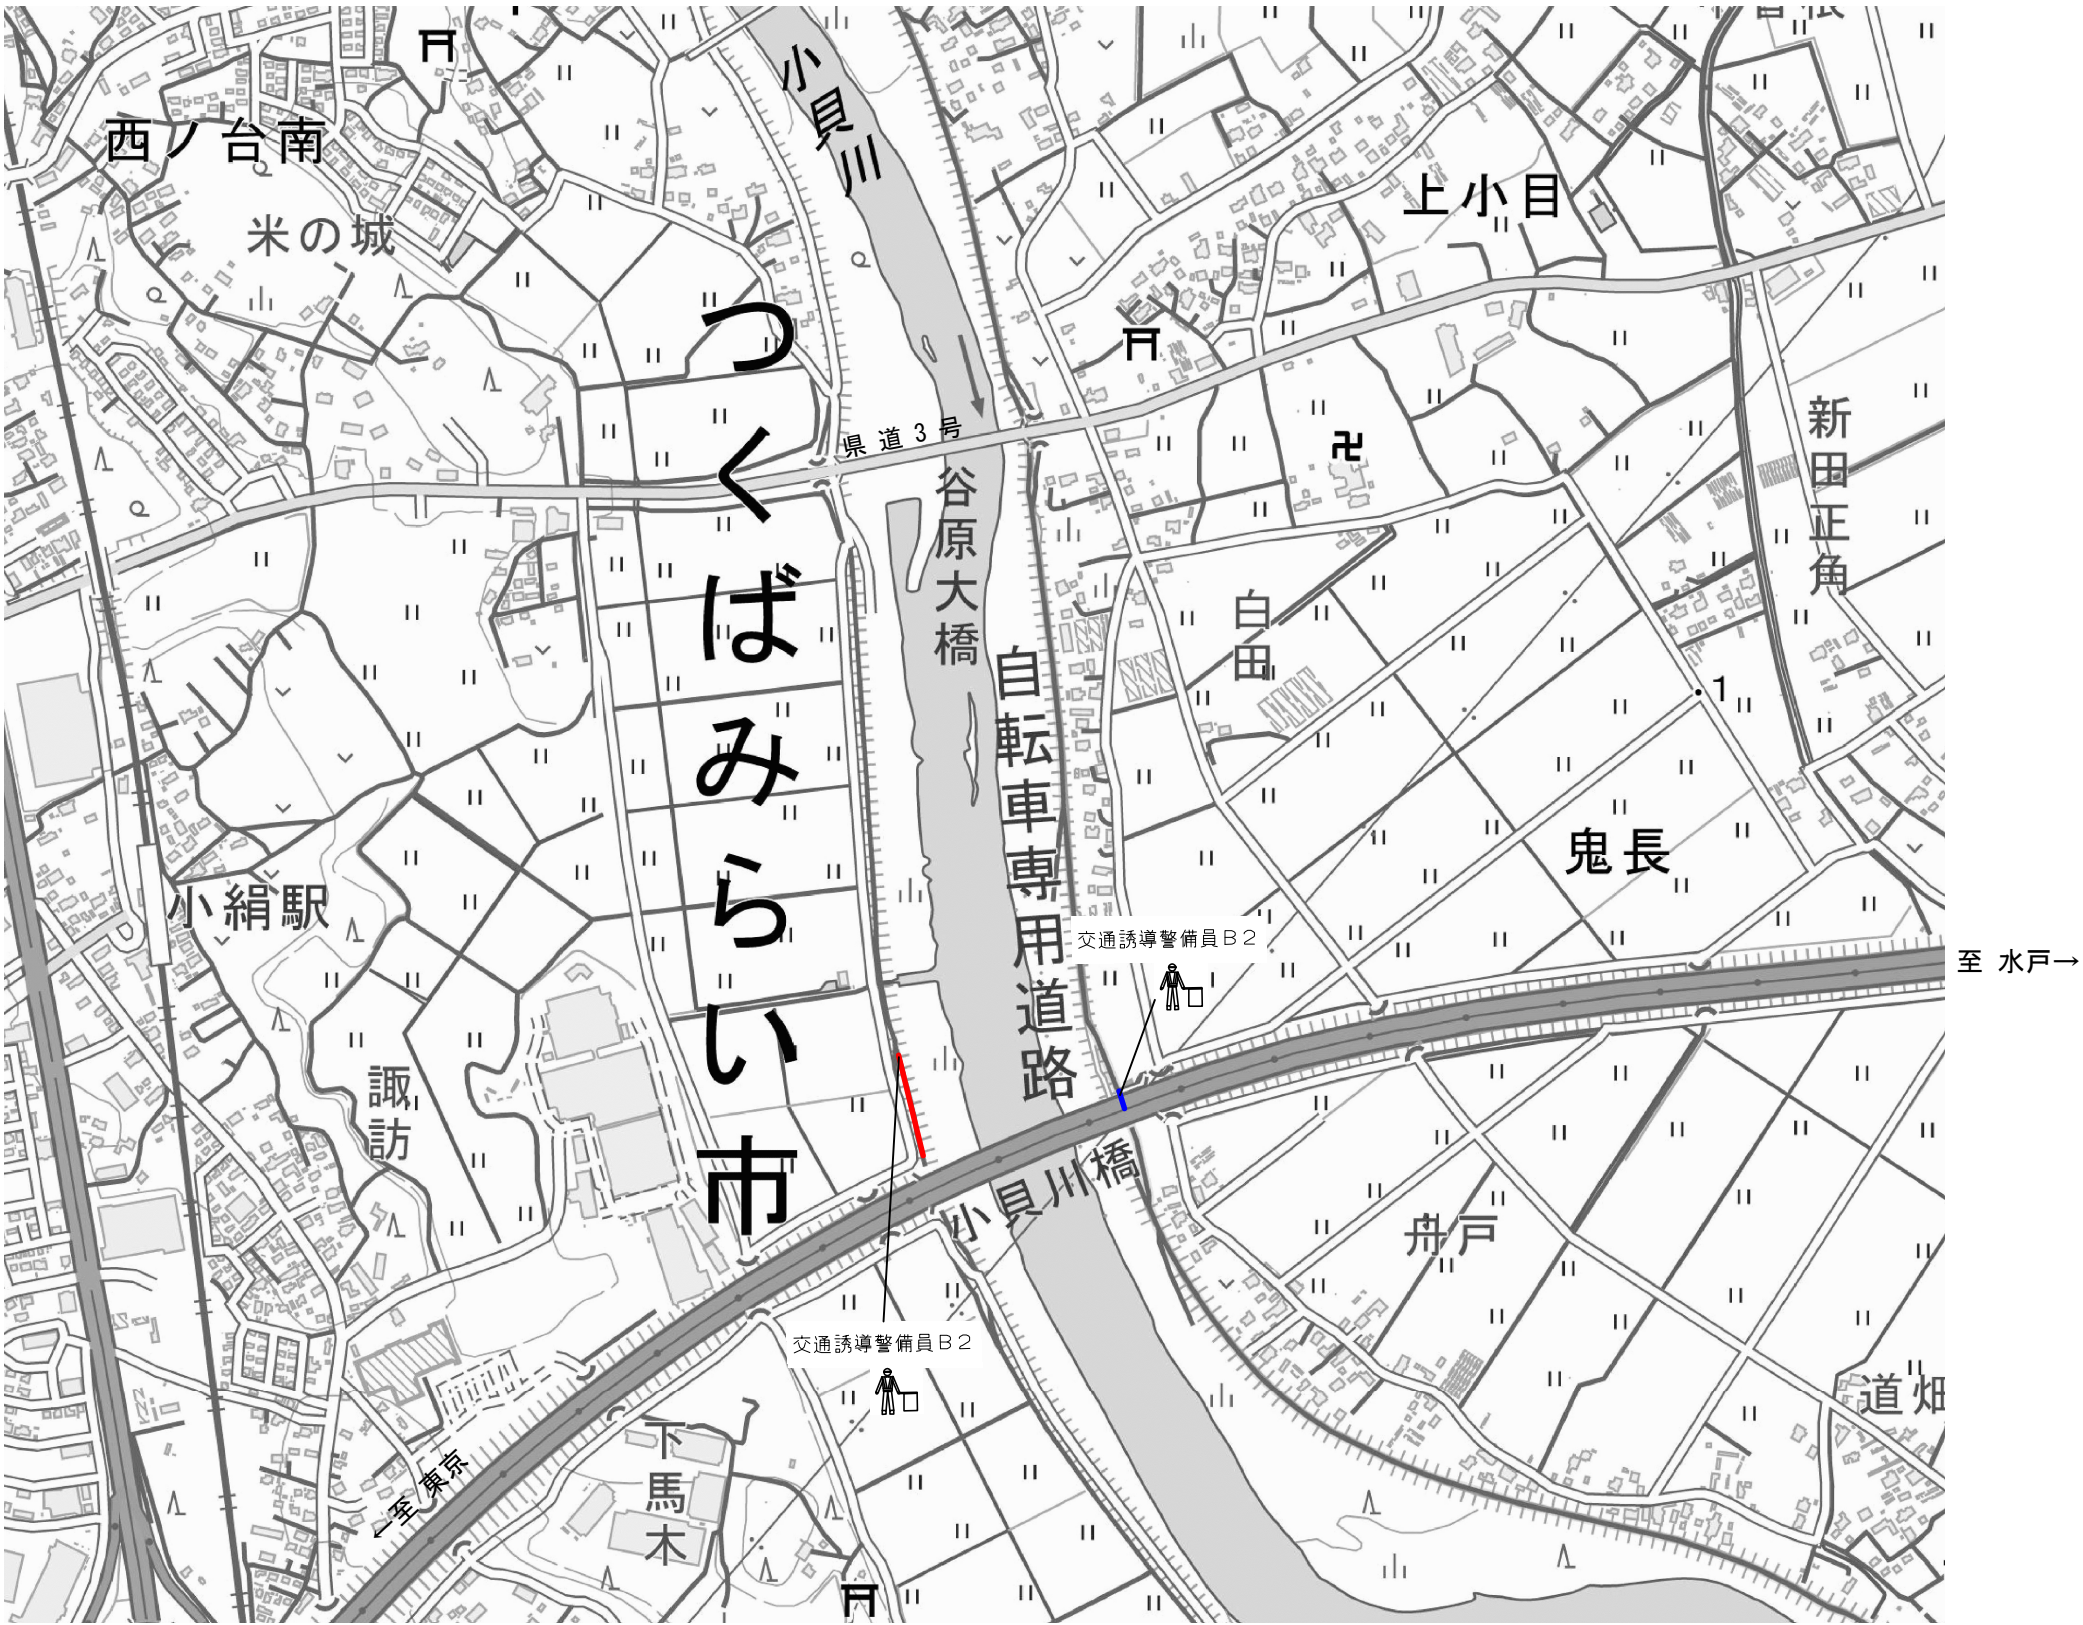 小貝川
西ノ台南
米の城
上小目
つくばみらい市
県道3号
谷原大橋
新田正角
白田
自転車専用道路
1
鬼長
小絹駅
交通誘導警備員B2
至 水戸→
諏訪
小貝川橋
舟戸
交通誘導警備員B2
道畑
下馬木
←至 東京